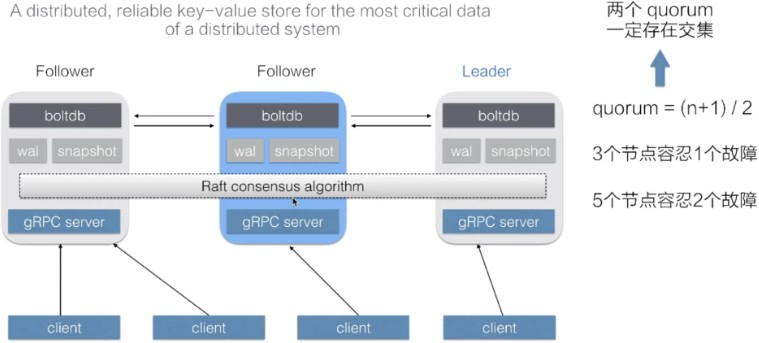 A distributed, reliable key-value store for the most critical data
of a distributed system
两个 quorum
一定存在交集
Follower
Follower
Leader
boltdb
boltdb
boltdb
quorum = (n+1) / 2
wal
snapshot
wal
snapshot
wal
snapshot
3个节点容忍1个故障
Raft consensus algorithm
5个节点容忍2个故障
gRPC server
gRPC server
gRPC server
client
client
client
client